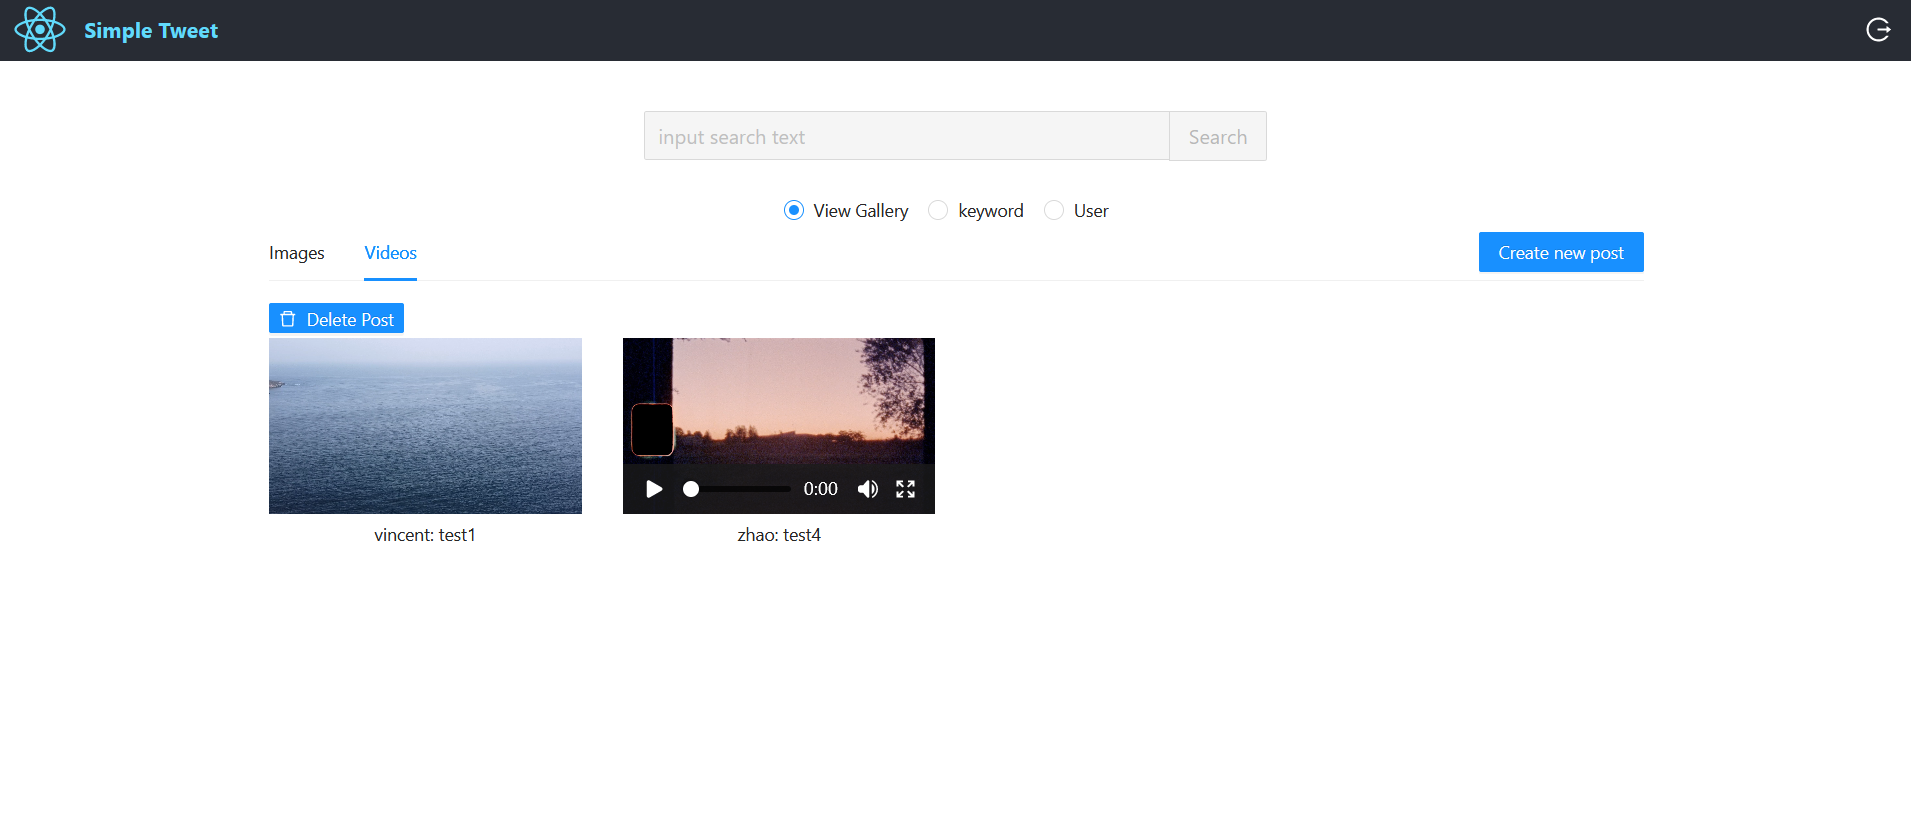 Simple Tweet
input search text
Search
View Gallery
keyword
User
Images
Videos
Create new post
Delete Post
0:00
vincent: test1
zhao: test4